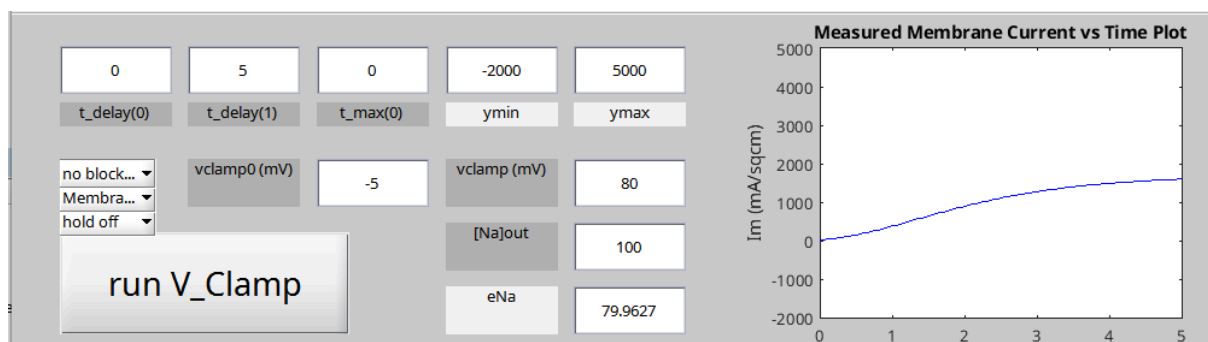 0 5 0 -2000 5000
t_delay(0) t_delay(1) t_max(0) ymin ymax
no block...
Membra...
hold off
vclamp0 (mV) -5 vclamp (mV) 80
[Na]out 100
run V_Clamp
eNa 79.9627
Measured Membrane Current vs Time Plot
Im (mA/sqcm)
5000
4000
3000
2000
1000
0
-1000
-2000
0 1 2 3 4 5